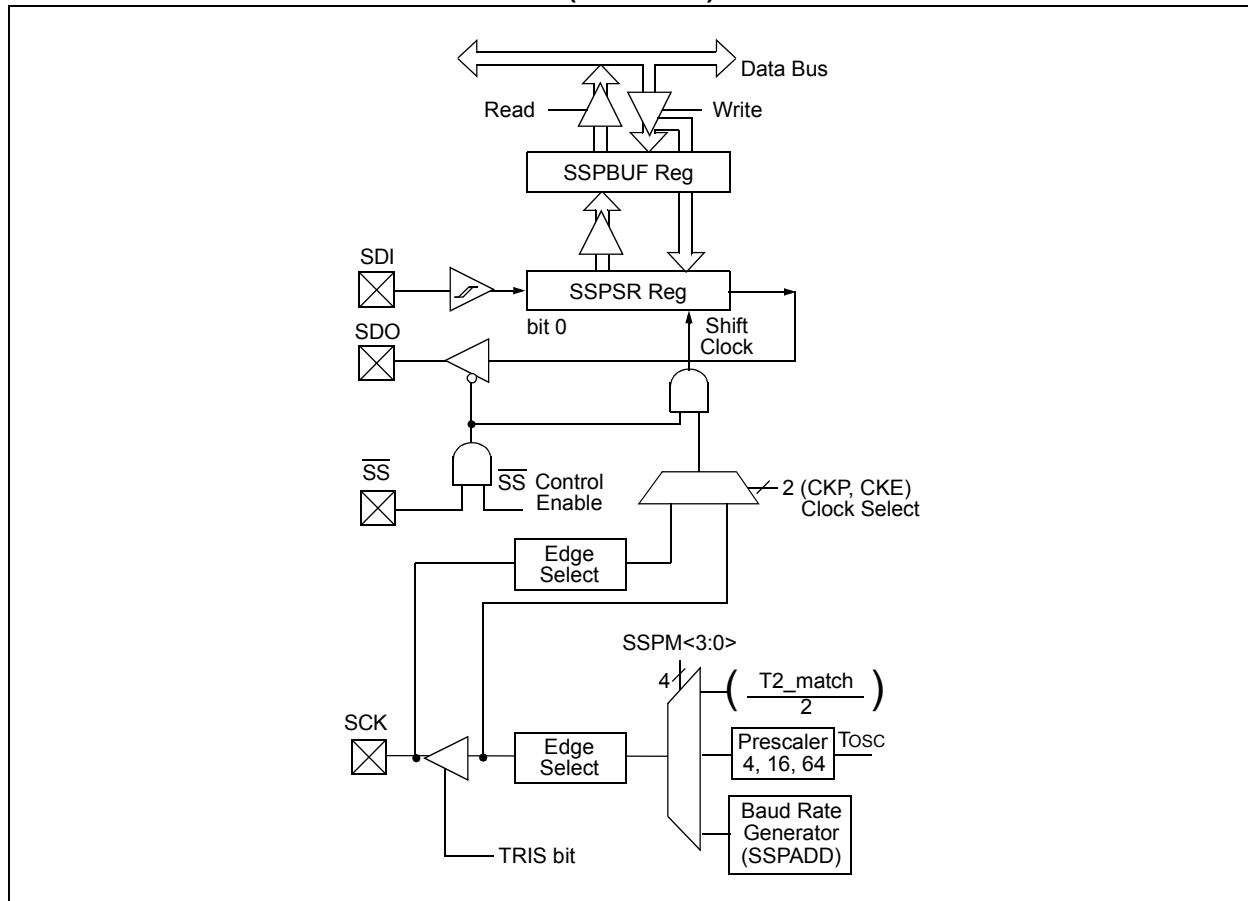 Data Bus
Read
Write
SSPBUF Reg
SDI
SSPSR Reg
bit 0
Shift
Clock
SDO
SS
SS Control
Enable
2 (CKP, CKE)
Clock Select
Edge
Select
SSPM<3:0>
4
( T2_match
2 )
SCK
Edge
Select
Prescaler
4, 16, 64
TOSC
Baud Rate
Generator
(SSPADD)
TRIS bit